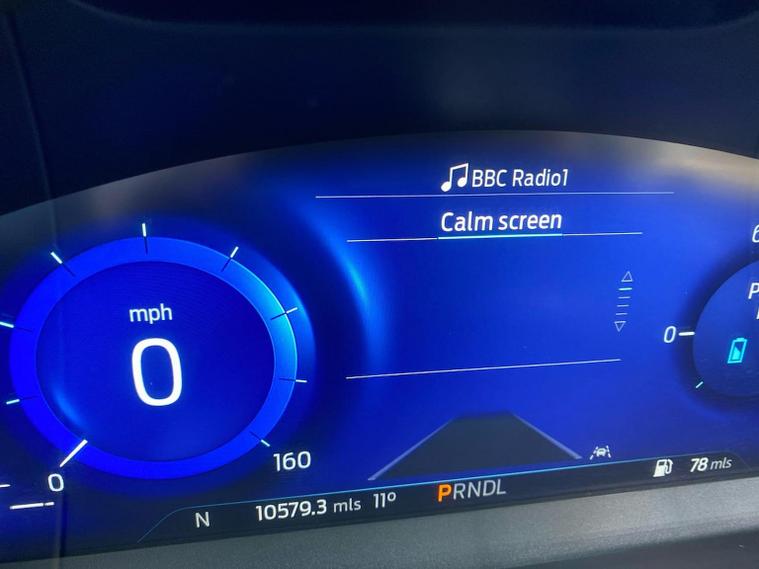 BBC Radio1
Calm screen
mph
0
0
160
0
N 10579.3 mls 11° PRNDL
78 mls